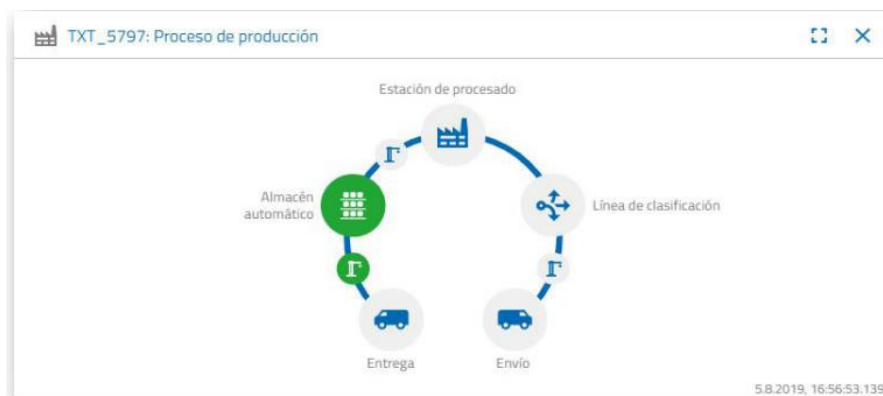 TXT_5797: Proceso de producción
Estación de procesado
Almacén
automático
Línea de clasificación
Entrega
Envío
5.8.2019, 16:56:53.139